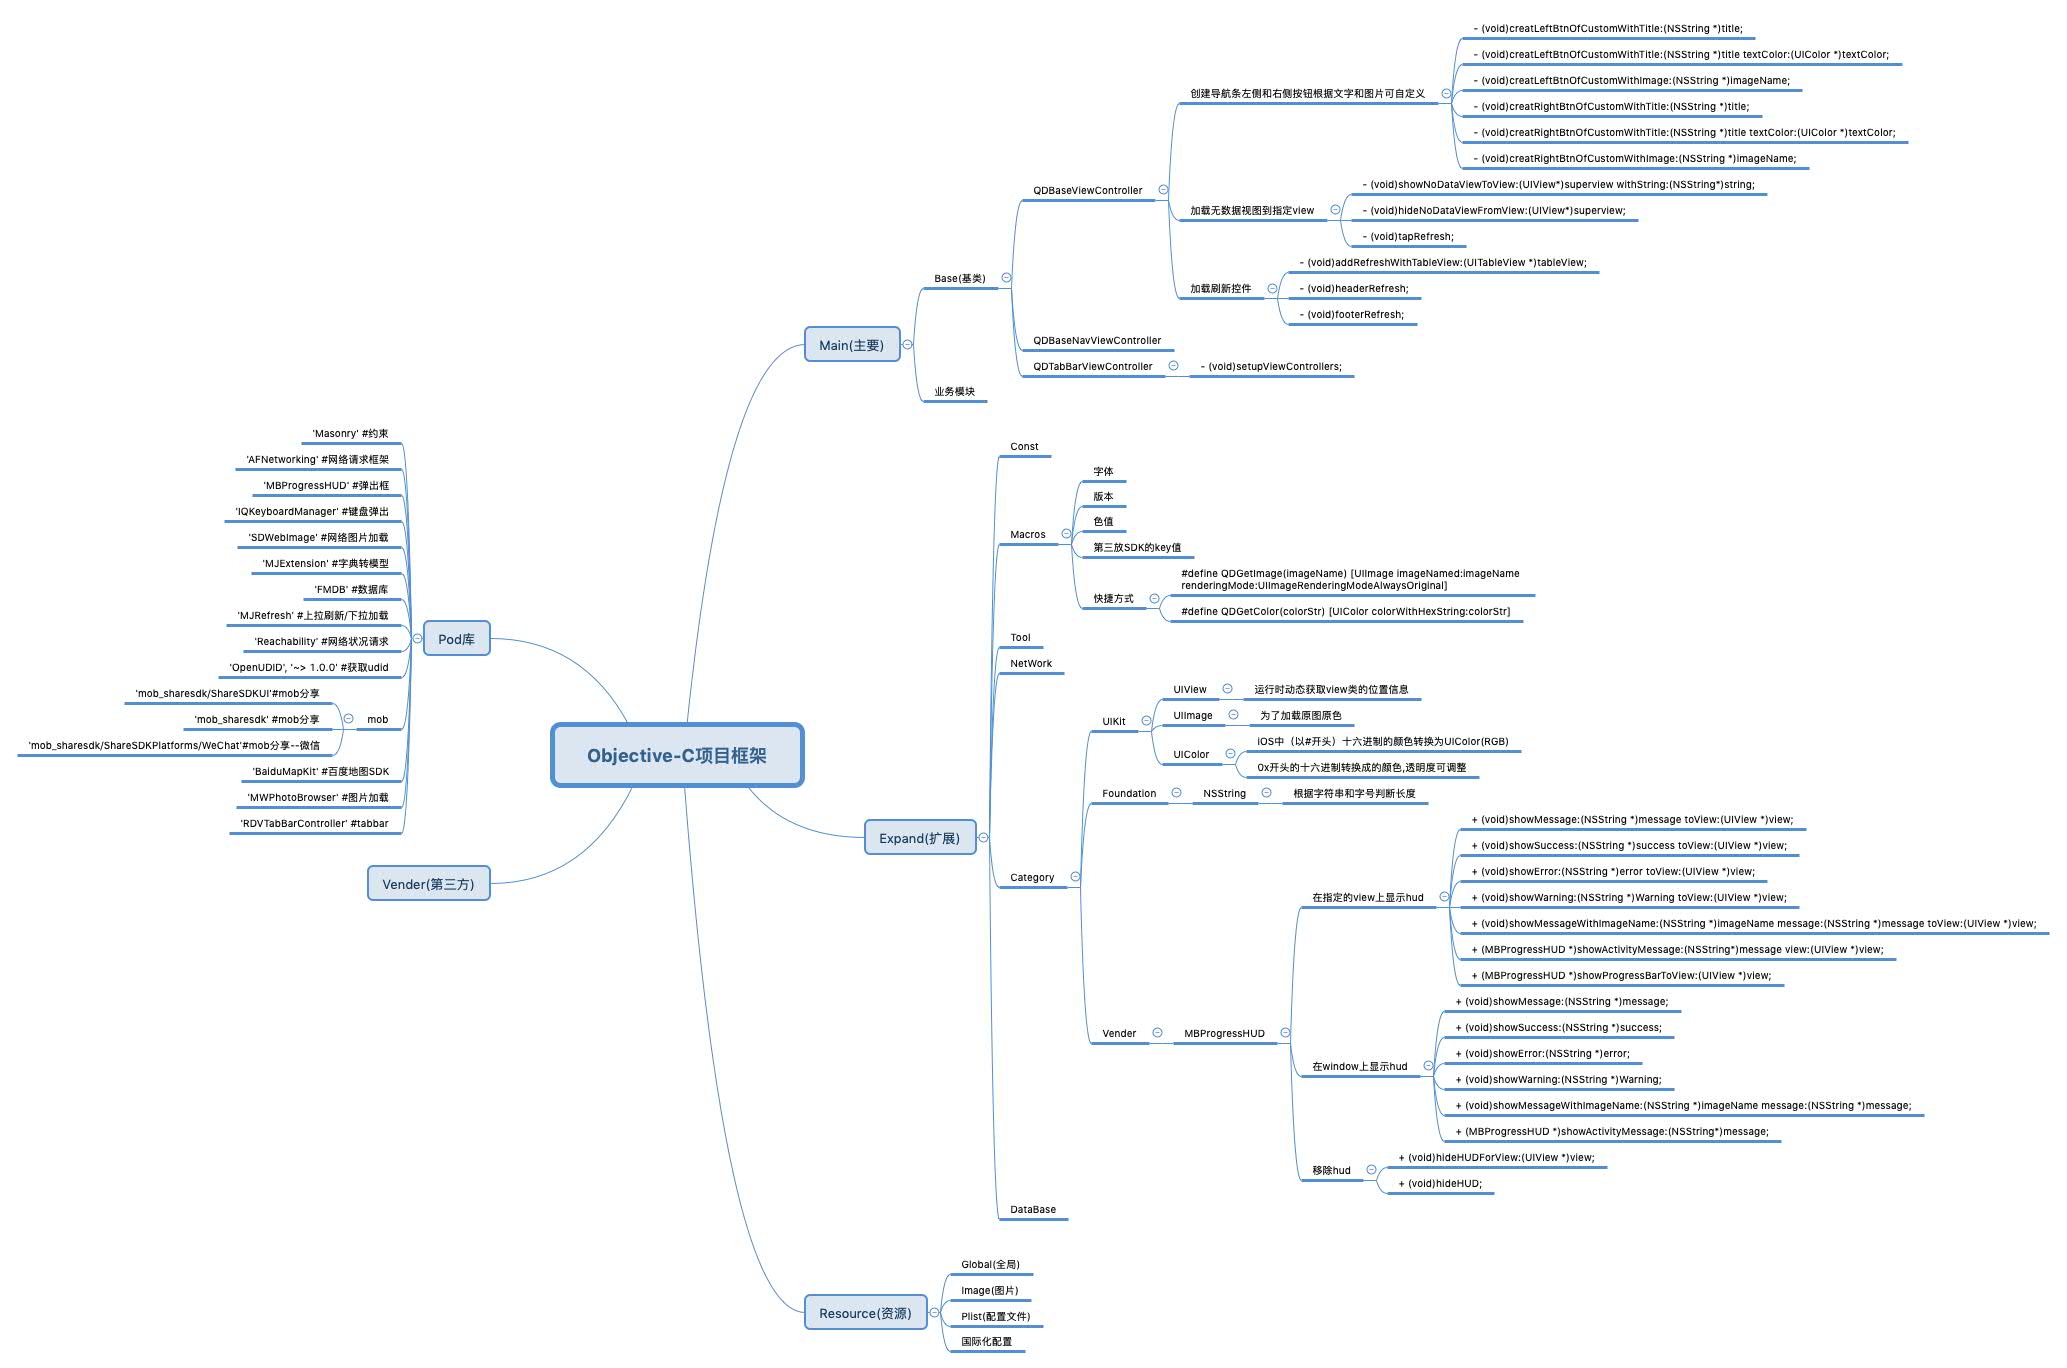 Objective-C项目框架
Main(主要)
Base(基类)
QDBaseViewController
创建导航条左侧和右侧按钮根据文字和图片可自定义
- (void)creatLeftBtnOfCustomWithTitle:(NSString *)title;
- (void)creatLeftBtnOfCustomWithTitle:(NSString *)title textColor:(UIColor *)textColor;
- (void)creatLeftBtnOfCustomWithImage:(NSString *)imageName;
- (void)creatRightBtnOfCustomWithTitle:(NSString *)title;
- (void)creatRightBtnOfCustomWithTitle:(NSString *)title textColor:(UIColor *)textColor;
- (void)creatRightBtnOfCustomWithImage:(NSString *)imageName;
加载无数据视图到指定view
- (void)showNoDataViewToView:(UIView*)superview withString:(NSString*)string;
- (void)hideNoDataViewFromView:(UIView*)superview;
- (void)tapRefresh;
加载刷新控件
- (void)addRefreshWithTableView:(UITableView *)tableView;
- (void)headerRefresh;
- (void)footerRefresh;
QDBaseNavViewController
QDTabBarViewController
- (void)setupViewControllers;
业务模块
Expand(扩展)
Const
Macros
字体
版本
色值
第三放SDK的key值
快捷方式
#define QDGetImage(imageName) [UIImage imageNamed:imageName
renderingMode:UIImageRenderingModeAlwaysOriginal]
#define QDGetColor(colorStr) [UIColor colorWithHexString:colorStr]
Tool
NetWork
Category
UIKit
UIView
运行时动态获取view类的位置信息
UIImage
为了加载原图原色
UIColor
iOS中（以#开头）十六进制的颜色转换为UIColor(RGB)
0x开头的十六进制转换成的颜色,透明度可调整
Foundation
NSString
根据字符串和字号判断长度
Vender
MBProgressHUD
在指定的view上显示hud
+ (void)showMessage:(NSString *)message toView:(UIView *)view;
+ (void)showSuccess:(NSString *)success toView:(UIView *)view;
+ (void)showError:(NSString *)error toView:(UIView *)view;
+ (void)showWarning:(NSString *)Warning toView:(UIView *)view;
+ (void)showMessageWithImageName:(NSString *)imageName message:(NSString *)message toView:(UIView *)view;
+ (MBProgressHUD *)showActivityMessage:(NSString*)message view:(UIView *)view;
+ (MBProgressHUD *)showProgressBarToView:(UIView *)view;
在window上显示hud
+ (void)showMessage:(NSString *)message;
+ (void)showSuccess:(NSString *)success;
+ (void)showError:(NSString *)error;
+ (void)showWarning:(NSString *)Warning;
+ (void)showMessageWithImageName:(NSString *)imageName message:(NSString *)message;
+ (MBProgressHUD *)showActivityMessage:(NSString*)message;
移除hud
+ (void)hideHUDForView:(UIView *)view;
+ (void)hideHUD;
DataBase
Resource(资源)
Global(全局)
Image(图片)
Plist(配置文件)
国际化配置
Pod库
'Masonry' #约束
'AFNetworking' #网络请求框架
'MBProgressHUD' #弹出框
'IQKeyboardManager' #键盘弹出
'SDWebImage' #网络图片加载
'MJExtension' #字典转模型
'FMDB' #数据库
'MJRefresh' #上拉刷新/下拉加载
'Reachability' #网络状况请求
'OpenUDID', '~> 1.0.0' #获取udid
mob
'mob_sharesdk/ShareSDKUI'#mob分享
'mob_sharesdk' #mob分享
'mob_sharesdk/ShareSDKPlatforms/WeChat'#mob分享--微信
'BaiduMapKit' #百度地图SDK
'MWPhotoBrowser' #图片加载
'RDVTabBarController' #tabbar
Vender(第三方)